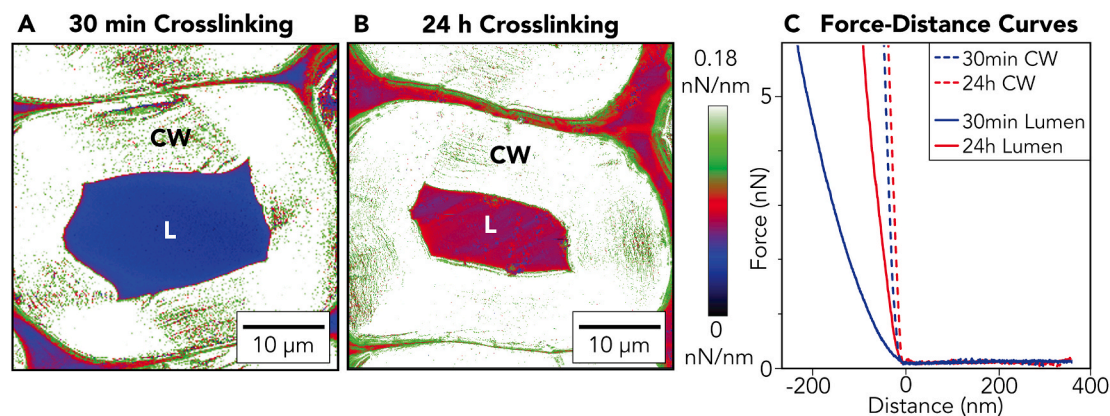 A 30 min Crosslinking
CW
L
10 µm
B 24 h Crosslinking
CW
L
10 µm
0.18
nN/nm
0
nN/nm
C Force-Distance Curves
30min CW
24h CW
30min Lumen
24h Lumen
Force (nN)
5
0
-200 0 200 400
Distance (nm)